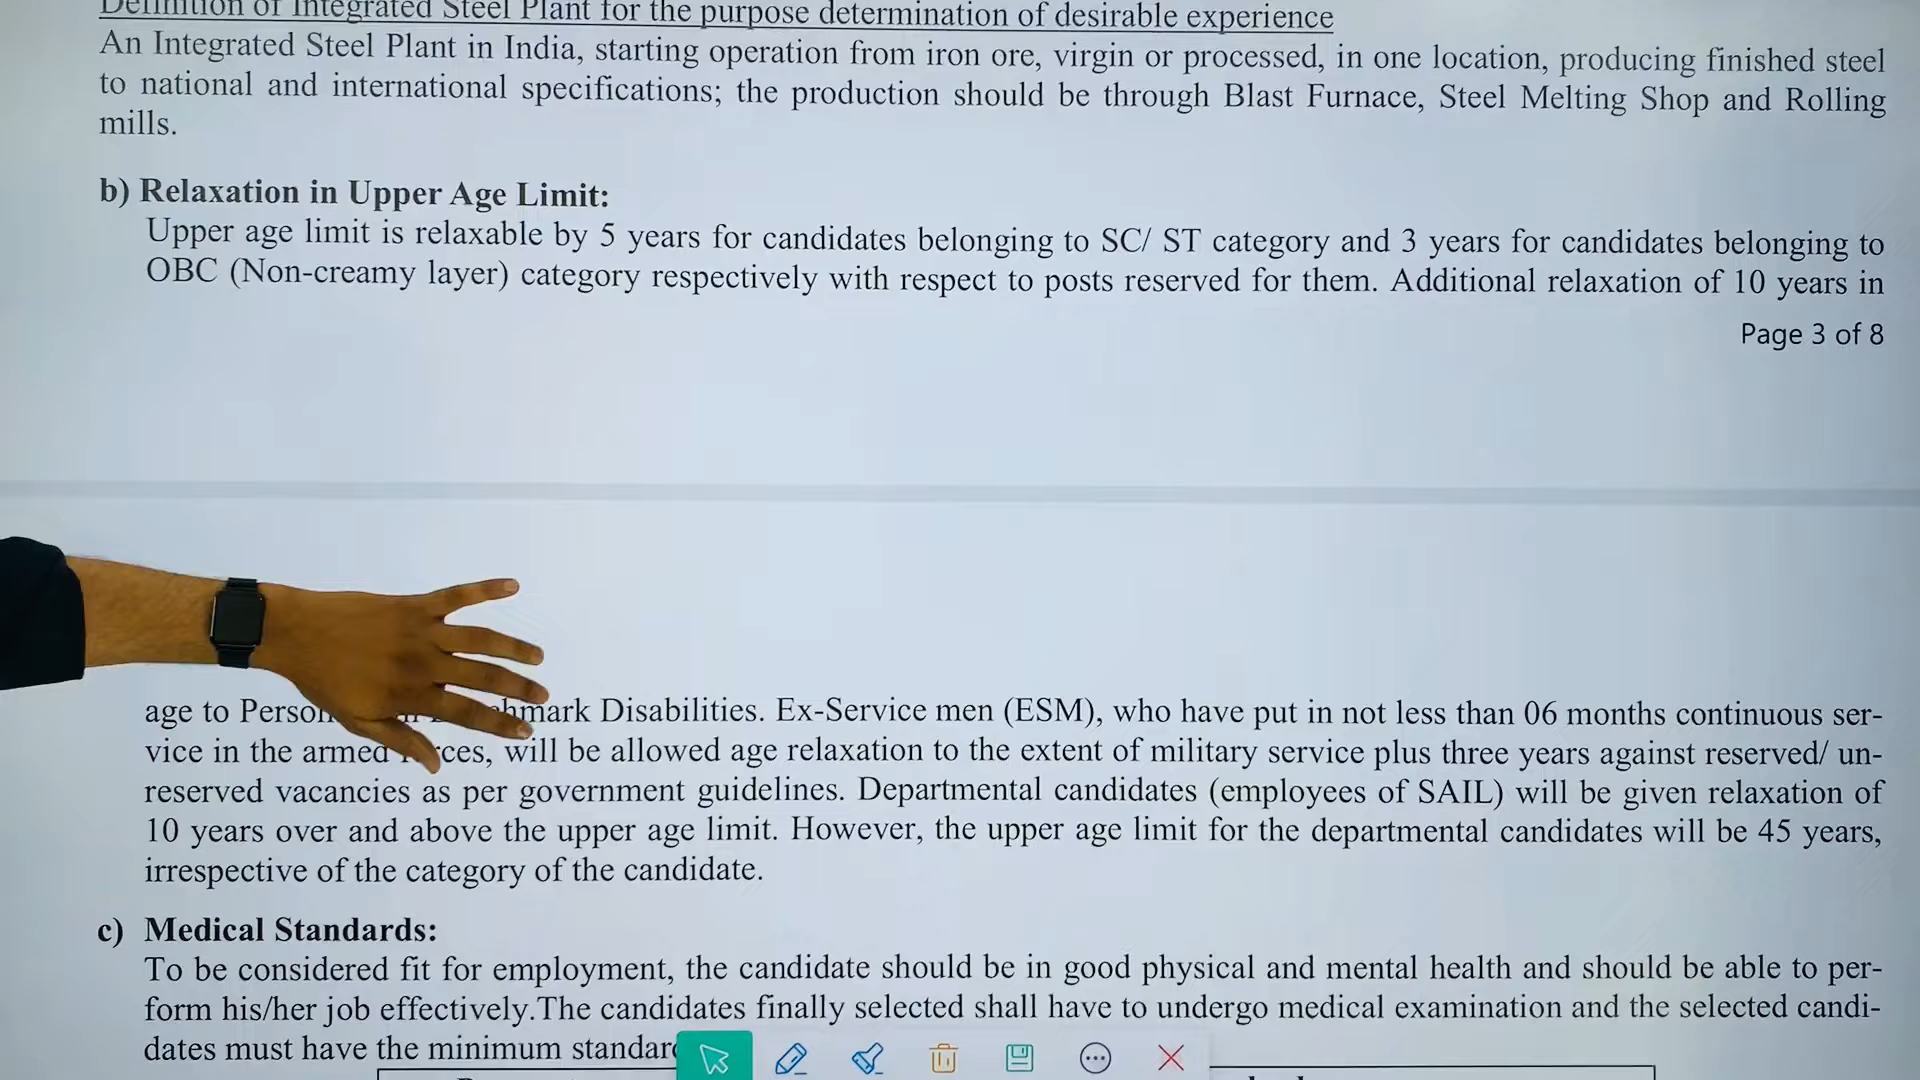 Definition of Integrated Steel Plant for the purpose determination of desirable experience
An Integrated Steel Plant in India, starting operation from iron ore, virgin or processed, in one location, producing finished steel
to national and international specifications; the production should be through Blast Furnace, Steel Melting Shop and Rolling
mills.
b) Relaxation in Upper Age Limit:
Upper age limit is relaxable by 5 years for candidates belonging to SC/ ST category and 3 years for candidates belonging to
OBC (Non-creamy layer) category respectively with respect to posts reserved for them. Additional relaxation of 10 years in
Page 3 of 8
age to Disabilities. Ex-Service men (ESM), who have put in not less than 06 months continuous ser-
vice in the armed will be allowed age relaxation to the extent of military service plus three years against reserved/ un-
reserved vacancies as per government guidelines. Departmental candidates (employees of SAIL) will be given relaxation of
10 years over and above the upper age limit. However, the upper age limit for the departmental candidates will be 45 years,
irrespective of the category of the candidate.
c) Medical Standards:
To be considered fit for employment, the candidate should be in good physical and mental health and should be able to per-
form his/her job effectively.The candidates finally selected shall have to undergo medical examination and the selected candi-
dates must have the minimum